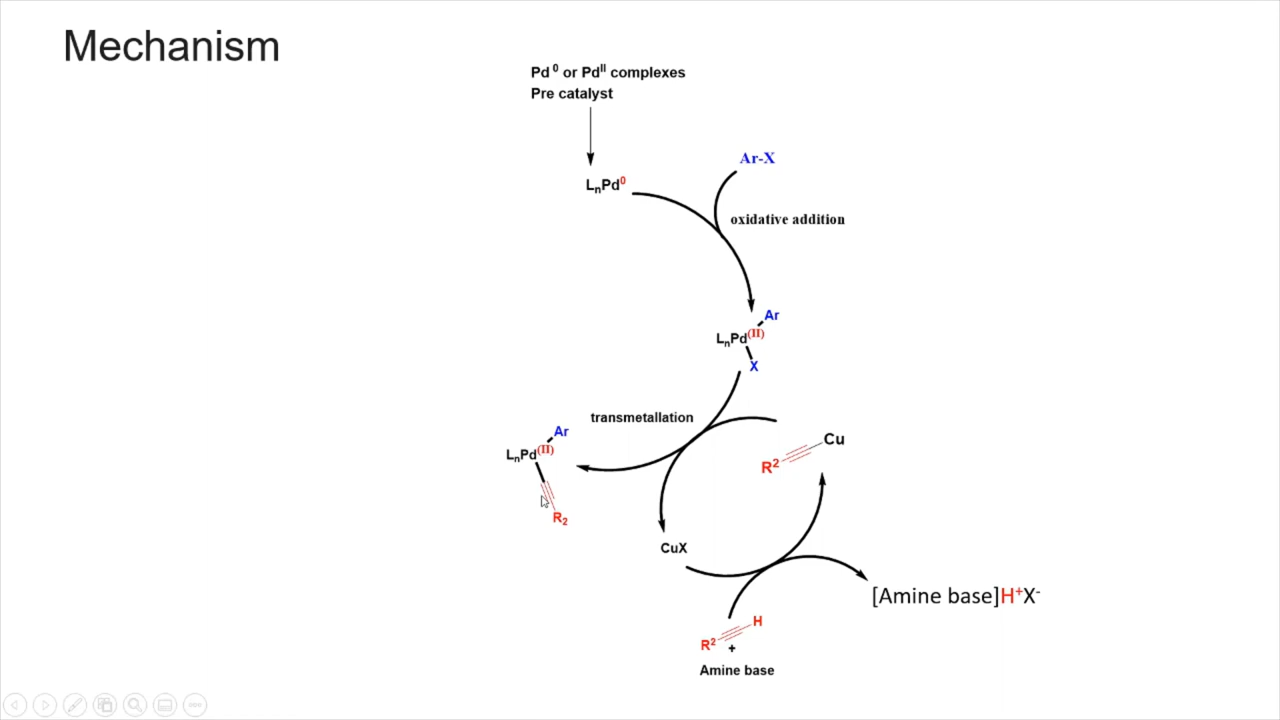 Mechanism
Pd 0 or PdII complexes
Pre catalyst
Ar-X
LnPd0
oxidative addition
Ar
LnPd(II)
X
transmetallation
Ar
LnPd(II)
R2
Cu
R2
CuX
[Amine base]H+X-
H
R2
+
Amine base